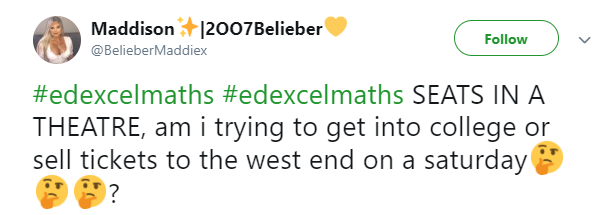 Maddison✨|2OO7Belieber💛
@BelieberMaddiex
Follow
#edexcelmaths #edexcelmaths SEATS IN A
THEATRE, am i trying to get into college or
sell tickets to the west end on a saturday🤔
🤔🤔?